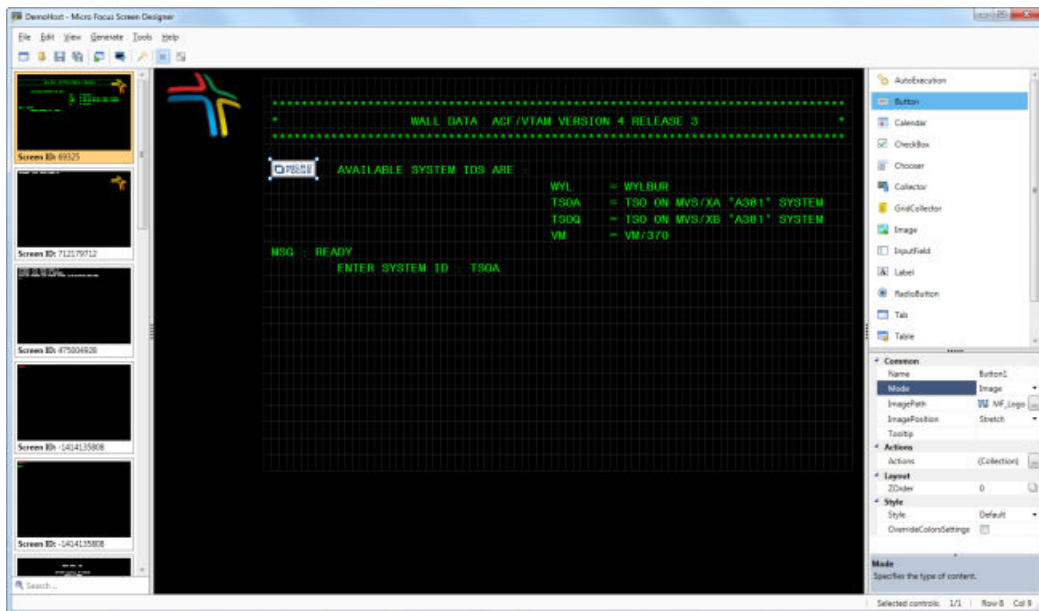 DemoHost - Micro Focus Screen Designer
File Edit View Generate Tools Help
Screen ID: 69325
Screen ID: 712179712
Screen ID: 475004926
Screen ID: -1414135808
Screen ID: -1414135808
Search...
WALL DATA ACF/VTAM VERSION 4 RELEASE 3
MICRO FOCUS AVAILABLE SYSTEM IDS ARE :
WYL = WYLBUR
TSOA = TSO ON MVS/XA "A381" SYSTEM
TSOQ = TSO ON MVS/XB "A381" SYSTEM
VM = VM/370
MSG : READY
ENTER SYSTEM ID : TSOA
AutoExecution
Button
Calendar
CheckBox
Chooser
Collector
GridCollector
Image
InputField
Label
RadioButton
Tab
Table
Common
Name Button1
Mode Image
ImagePath MF_Logo ...
ImagePosition Stretch
Tooltip
Actions
Actions (Collection) ...
Layout
ZOrder 0
Style
Style Default
OverrideColorsSettings
Mode
Specifies the type of content.
Selected controls: 1/1 Row 8 Col 9